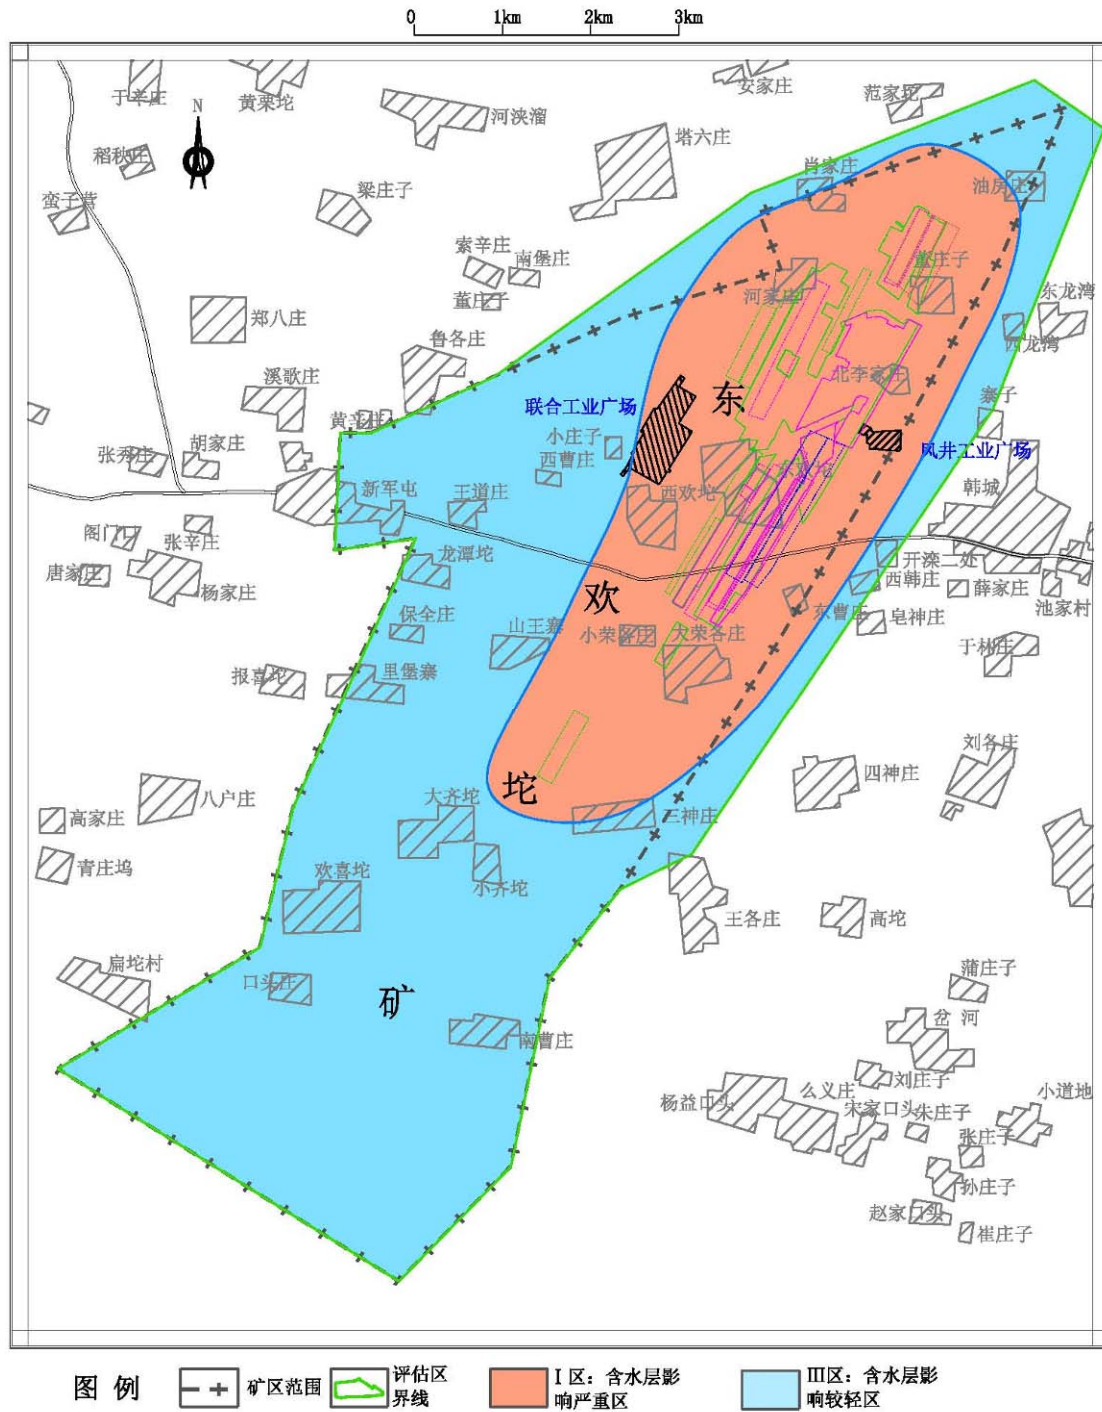 0 1km 2km 3km
于辛庄
黄栗坨
河浃溜
安家庄
范家坨
N
稻秧庄
塔六庄
肖家庄
油房庄
蛮子营
梁庄子
索辛庄
南堡庄
董庄子
董庄子
河家庄
东龙湾
西龙湾
郑八庄
鲁各庄
溪歌庄
北李家庄
寨子
联合工业广场
东
黄辛庄
小庄子
西曹庄
风井工业广场
张秀庄
胡家庄
东欢坨
韩城
新军屯
王道庄
西欢坨
阁门口
张辛庄
龙潭坨
开滦二处
唐家庄
杨家庄
西韩庄
薛家庄
池家村
欢
保全庄
东曹庄
皂神庄
山王寨
小荣各庄
大荣各庄
于林庄
报喜坨
里堡寨
刘各庄
四神庄
坨
八户庄
大齐坨
三神庄
高家庄
青庄坞
欢喜坨
小齐坨
王各庄
高坨
扁坨村
口头庄
蒲庄子
矿
岔河
南曹庄
刘庄子
杨益口头
么义庄
宋家口头
朱庄子
小道地
张庄子
孙庄子
赵家口头
崔庄子
图 例
矿区范围
评估区
界线
I 区：含水层影
响严重区
III区：含水层影
响较轻区